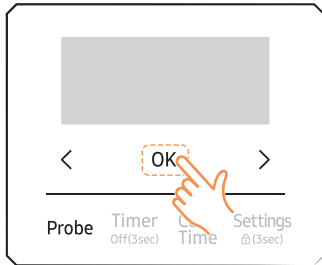 < OK >
Probe
Timer
Off(3sec)
Time
Settings
(3sec)